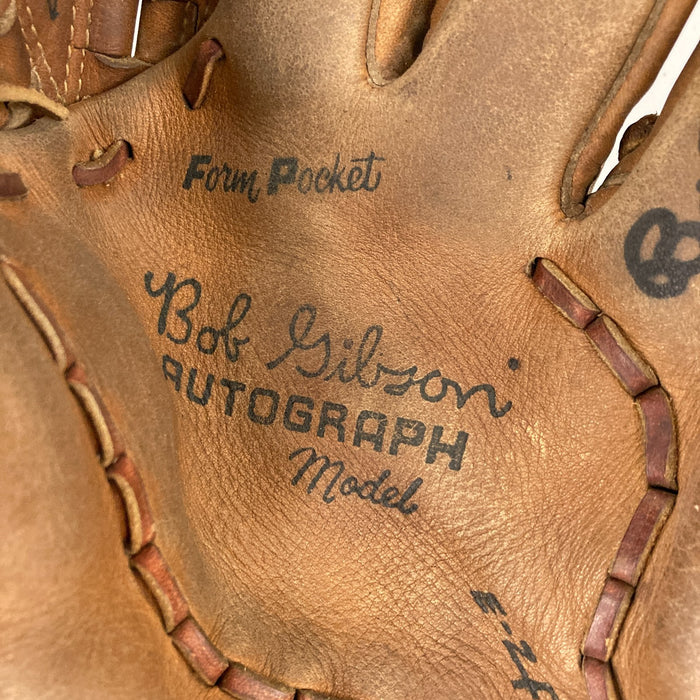 Form Pocket
Bob Gibson
AUTOGRAPH
Model
E-Z-F